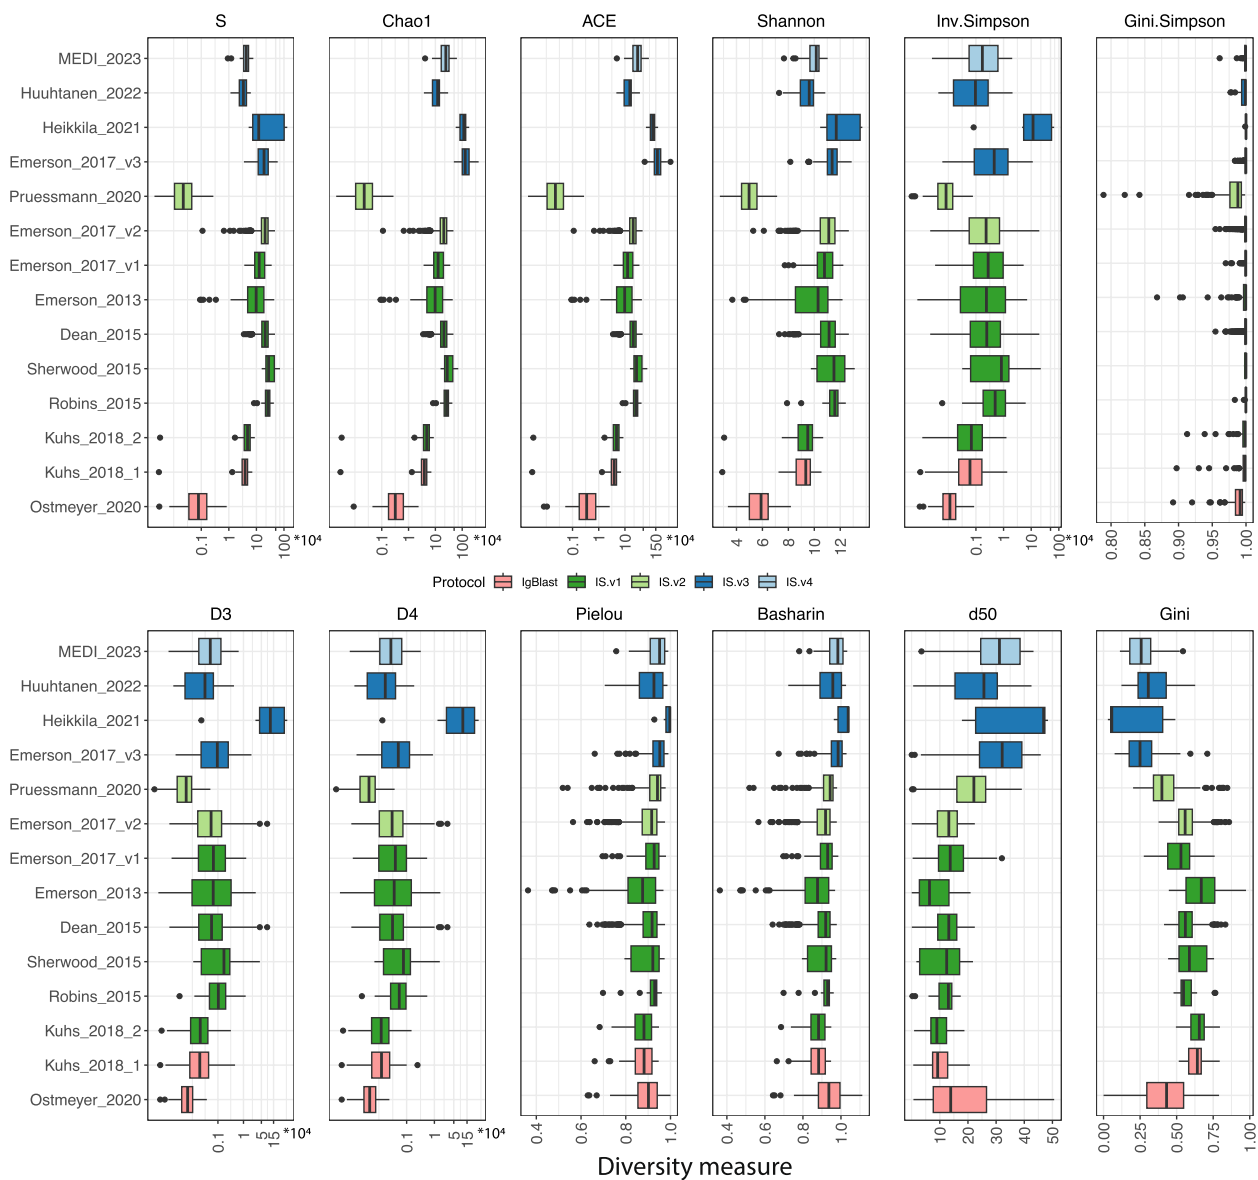 S Chao1 ACE Shannon Inv.Simpson Gini.Simpson
MEDI_2023
Huuhtanen_2022
Heikkila_2021
Emerson_2017_v3
Pruessmann_2020
Emerson_2017_v2
Emerson_2017_v1
Emerson_2013
Dean_2015
Sherwood_2015
Robins_2015
Kuhs_2018_2
Kuhs_2018_1
Ostmeyer_2020
0.1 1 10 100 *10⁴ 0.1 1 10 100 *10⁴ 0.1 1 10 150 *10⁴ 4 6 8 10 12 0.1 1 10 100 *10⁴ 0.80 0.85 0.90 0.95 1.00
Protocol IgBlast IS.v1 IS.v2 IS.v3 IS.v4
D3 D4 Pielou Basharin d50 Gini
MEDI_2023
Huuhtanen_2022
Heikkila_2021
Emerson_2017_v3
Pruessmann_2020
Emerson_2017_v2
Emerson_2017_v1
Emerson_2013
Dean_2015
Sherwood_2015
Robins_2015
Kuhs_2018_2
Kuhs_2018_1
Ostmeyer_2020
0.1 1 5 15 *10⁴ 0.1 1 5 15 *10⁴ 0.4 0.6 0.8 1.0 0.4 0.6 0.8 1.0 10 20 30 40 50 0.00 0.25 0.50 0.75 1.00
Diversity measure